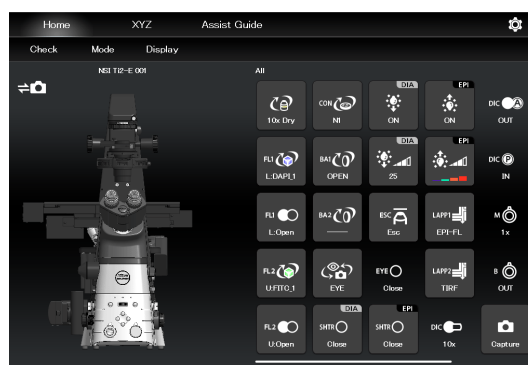 Home XYZ Assist Guide
Check Mode Display
NSI Ti2-E 001
All
10x Dry
CON
N1
DIA
ON
EPI
ON
DIC A
OUT
FL1
L:DAPI_1
BA1
OPEN
DIA
25
EPI
DIC P
IN
FL1
L:Open
BA2
ESC
Esc
LAPP1
EPI-FL
M
1x
FL2
U:FITC_1
EYE
EYE
Close
LAPP2
TIRF
B
OUT
FL2
U:Open
DIA
SHTR
Close
EPI
SHTR
Close
DIC
10x
Capture